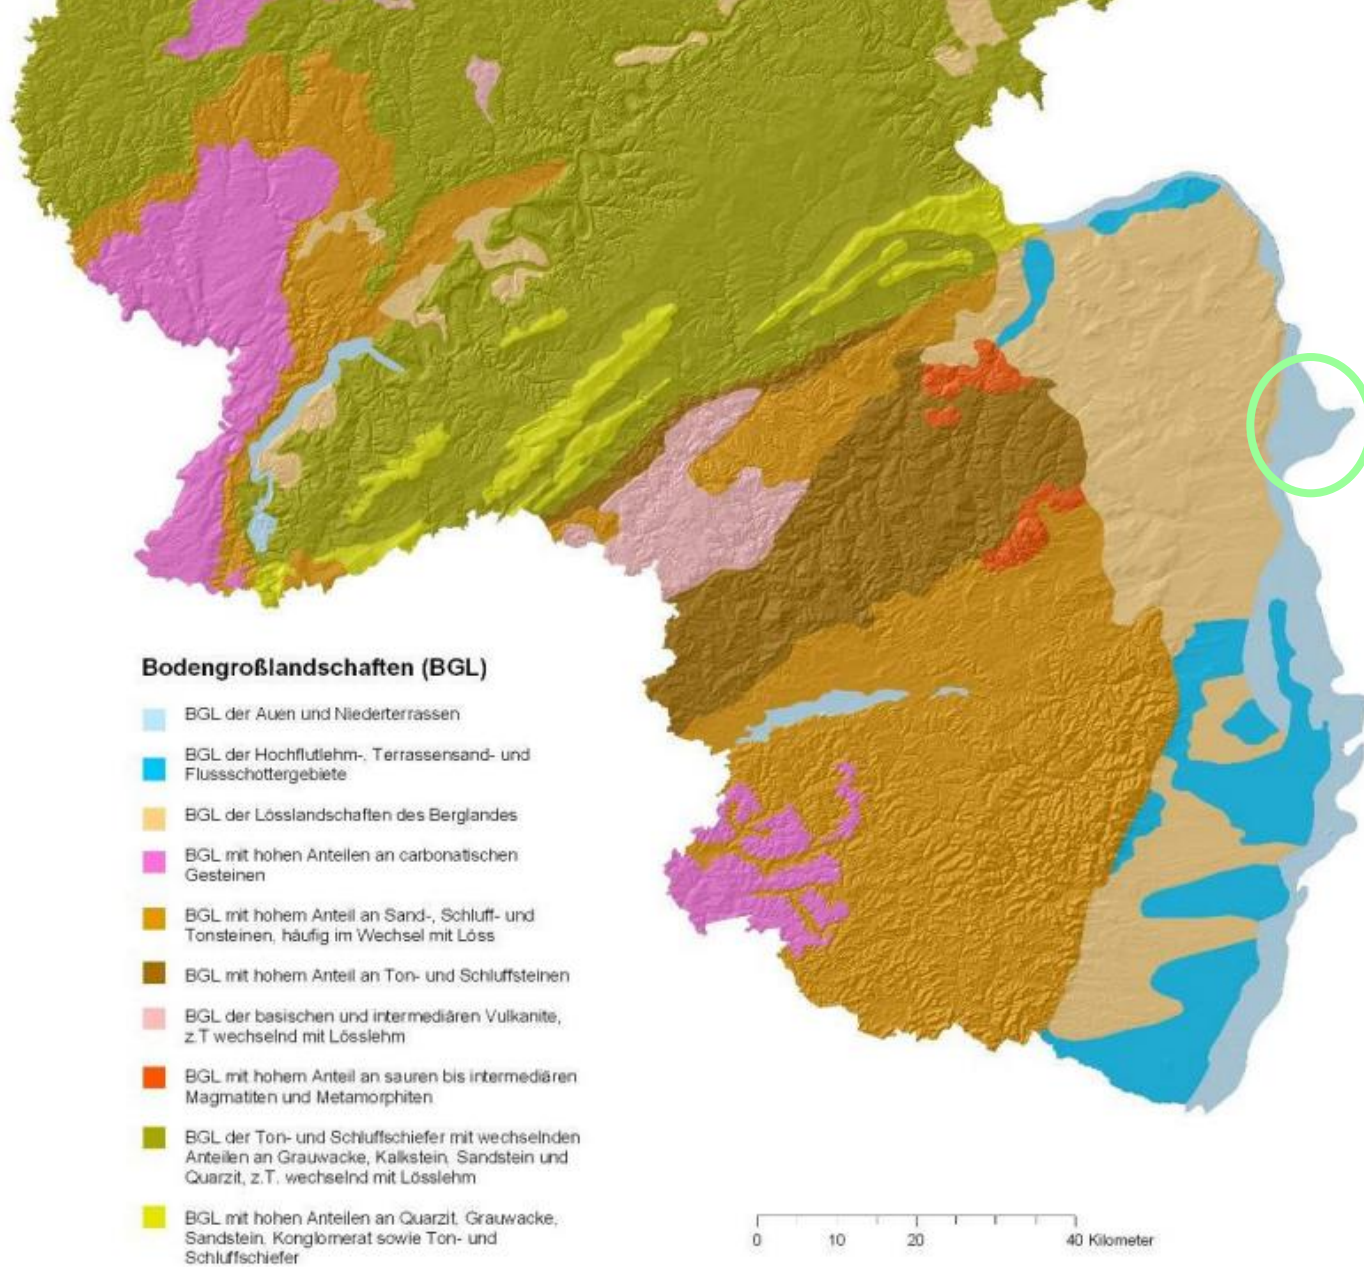 Bodengroßlandschaften (BGL)
BGL der Auen und Niederterrassen
BGL der Hochflutlehm-, Terrassensand- und
Flussschottergebiete
BGL der Lösslandschaften des Berglandes
BGL mit hohen Anteilen an carbonatischen
Gesteinen
BGL mit hohem Anteil an Sand-, Schluff- und
Tonsteinen, häufig im Wechsel mit Löss
BGL mit hohem Anteil an Ton- und Schluffsteinen
BGL der basischen und intermediären Vulkanite,
z.T wechselnd mit Lösslehm
BGL mit hohem Anteil an sauren bis intermediären
Magmatiten und Metamorphiten
BGL der Ton- und Schluffschiefer mit wechselnden
Anteilen an Grauwacke, Kalkstein, Sandstein und
Quarzit, z.T. wechselnd mit Lösslehm
BGL mit hohen Anteilen an Quarzit, Grauwacke,
Sandstein, Konglomerat sowie Ton- und
Schluffschiefer
0 10 20 40 Kilometer